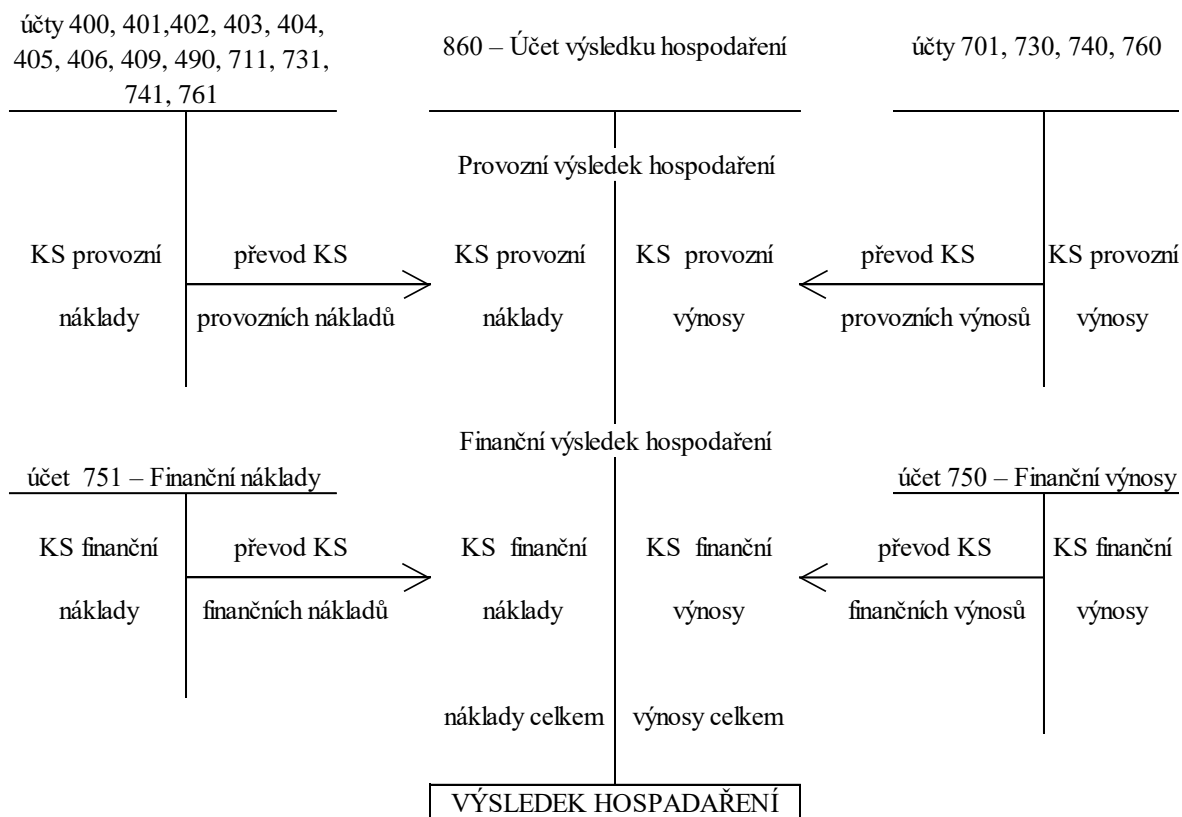 účty 400, 401,402, 403, 404,
405, 406, 409, 490, 711, 731,
741, 761
860 – Účet výsledku hospodaření
účty 701, 730, 740, 760
Provozní výsledek hospodaření
KS provozní
náklady
převod KS
provozních nákladů
KS provozní
náklady
KS provozní
výnosy
převod KS
provozních výnosů
KS provozní
výnosy
Finanční výsledek hospodaření
účet 751 – Finanční náklady
účet 750 – Finanční výnosy
KS finanční
náklady
převod KS
finančních nákladů
KS finanční
náklady
KS finanční
výnosy
převod KS
finančních výnosů
KS finanční
výnosy
náklady celkem
výnosy celkem
VÝSLEDEK HOSPADAŘENÍ